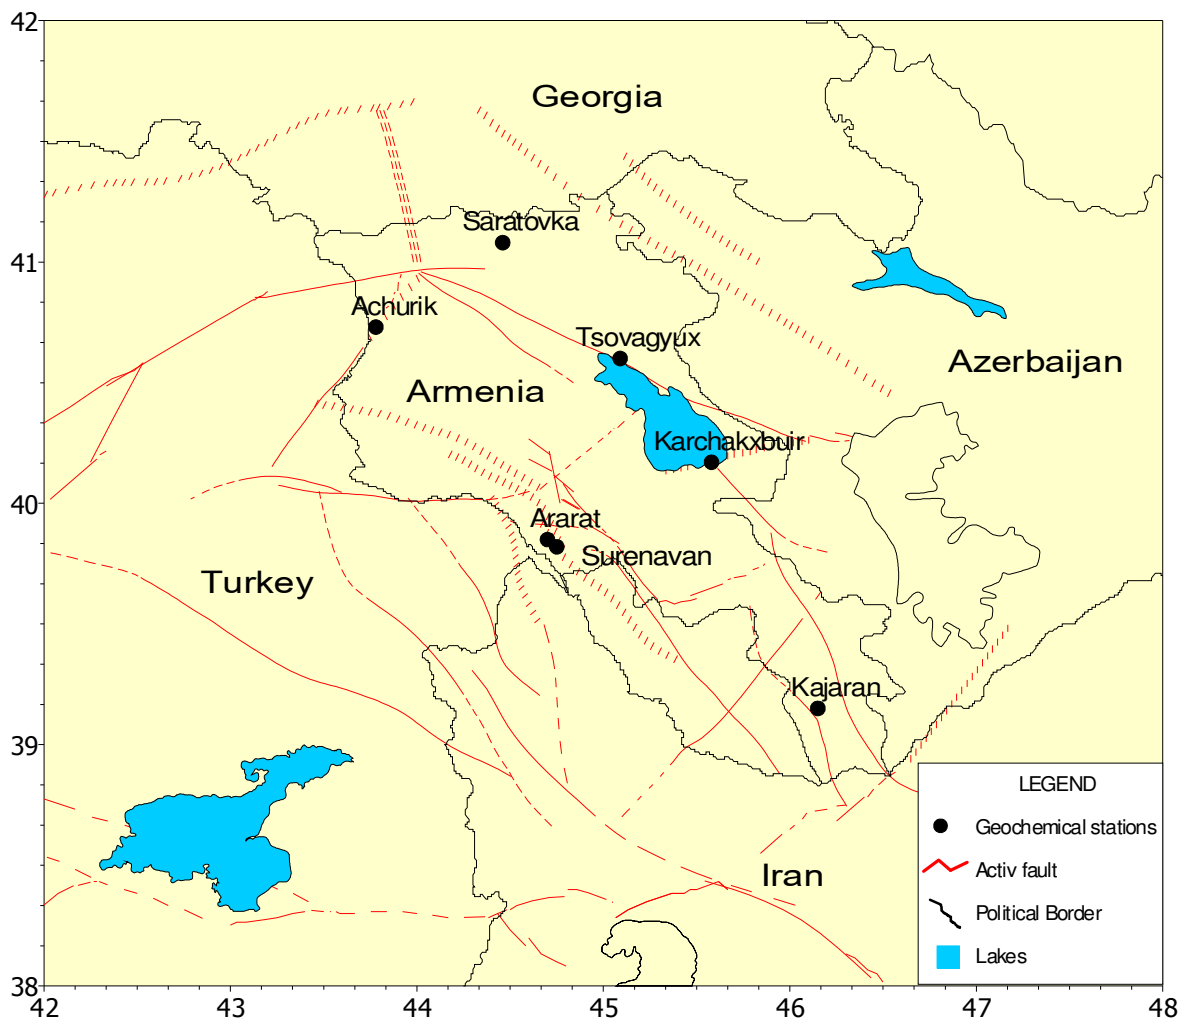 42
Georgia
Saratovka
41
Achurik
Tsovagyux
Azerbaijan
Armenia
Karchakxbuir
40
Ararat
Surenavan
Turkey
Kajaran
39
LEGEND
Geochemical stations
Activ fault
Iran
Political Border
Lakes
38
42 43 44 45 46 47 48